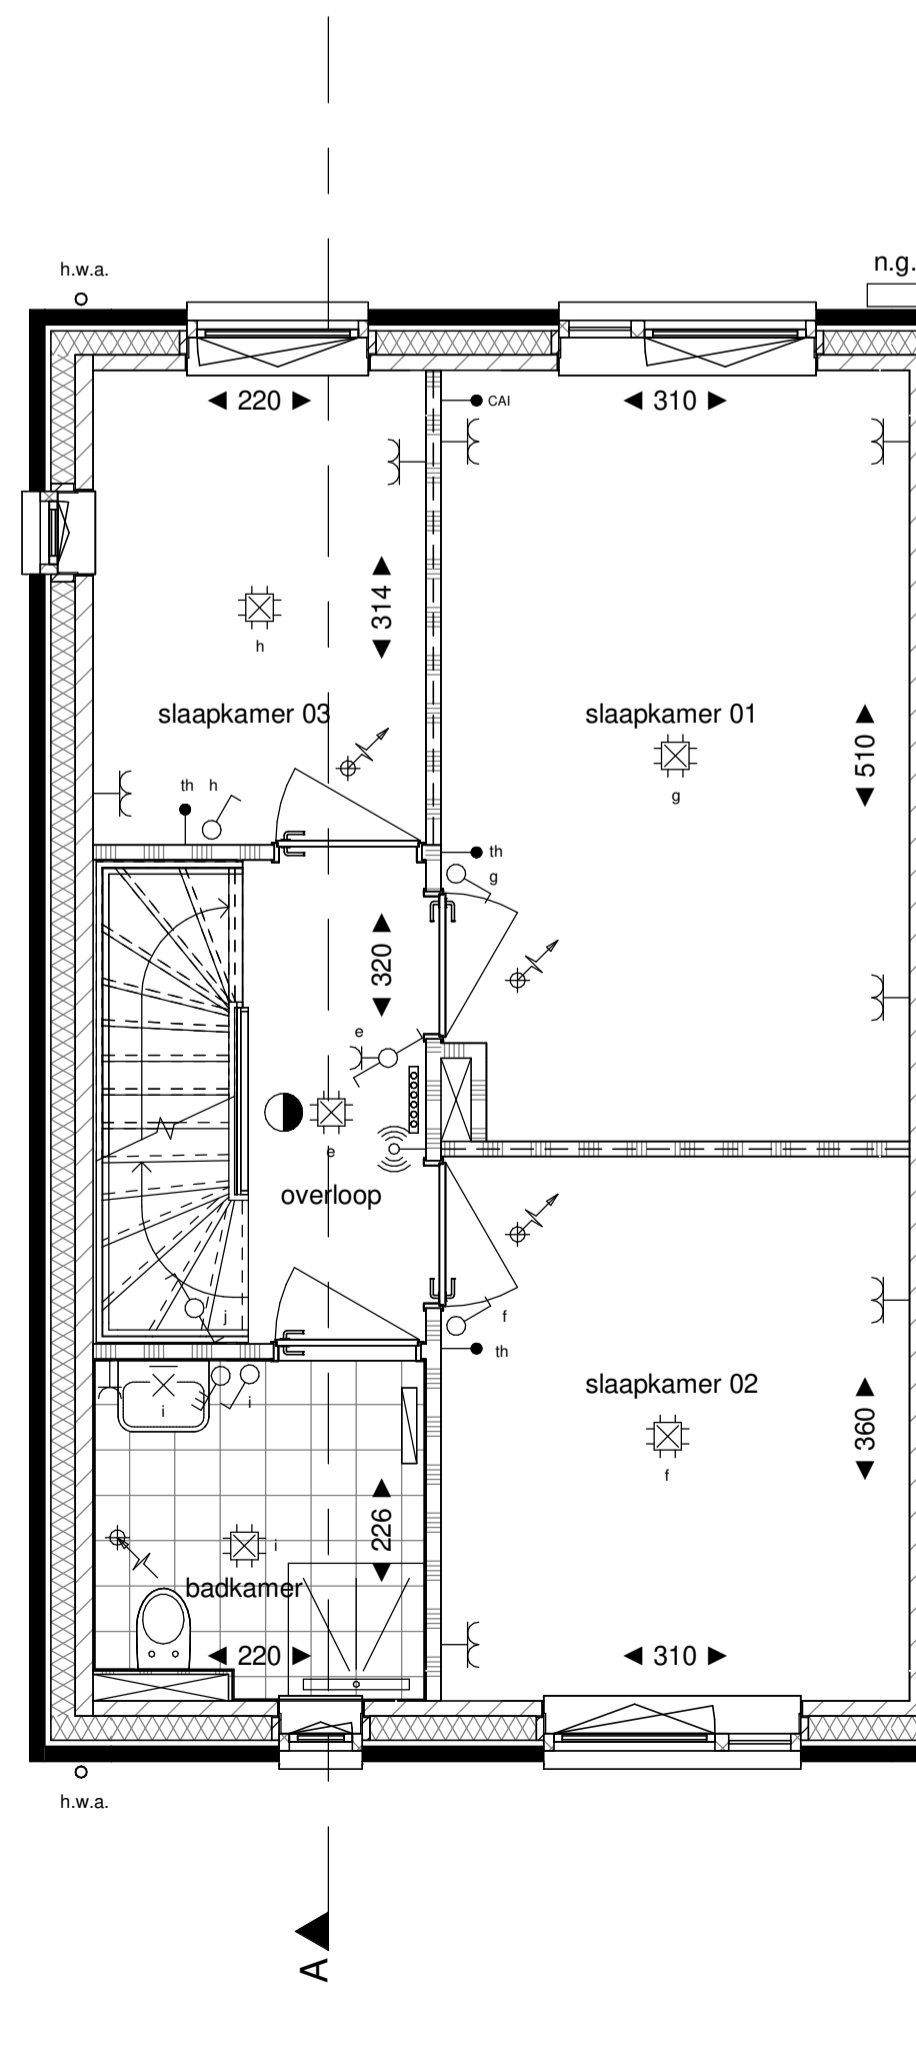 h.w.a.
n.g.
220
310
CAI
314
h
slaapkamer 03
slaapkamer 01
510
g
th
h
th
g
320
e
e
overloop
j
f
th
slaapkamer 02
i
i
360
f
226
i
badkamer
220
310
h.w.a.
A